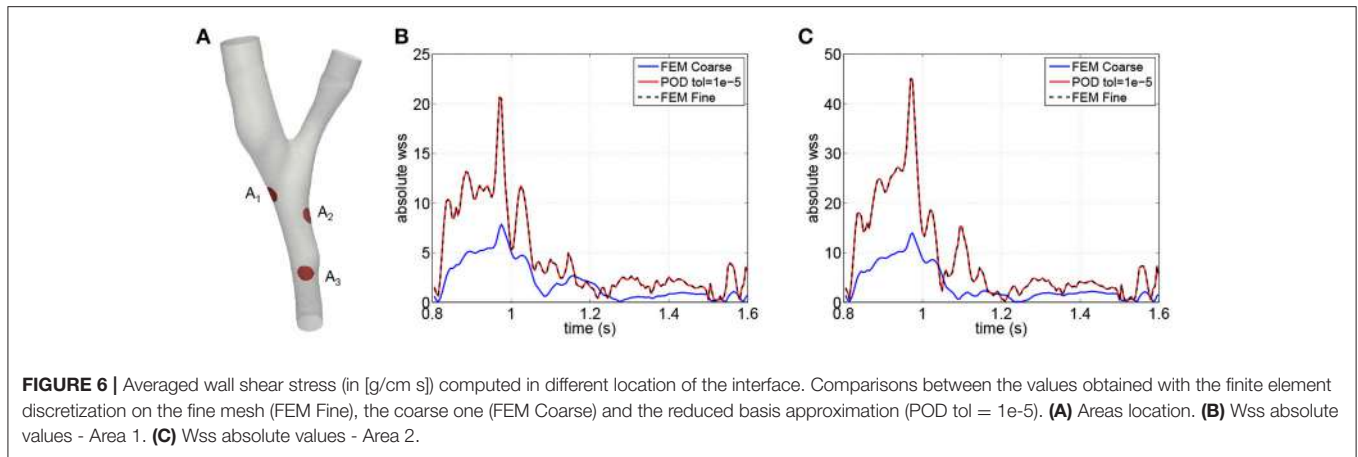 A
A1
A2
A3
B
25
20
15
10
5
0
absolute wss
FEM Coarse
POD tol=1e−5
FEM Fine
0.8
1
1.2
1.4
1.6
time (s)
C
50
40
30
20
10
0
absolute wss
FEM Coarse
POD tol=1e−5
FEM Fine
0.8
1
1.2
1.4
1.6
time (s)
FIGURE 6 | Averaged wall shear stress (in [g/cm s]) computed in different location of the interface. Comparisons between the values obtained with the finite element
discretization on the fine mesh (FEM Fine), the coarse one (FEM Coarse) and the reduced basis approximation (POD tol = 1e-5). (A) Areas location. (B) Wss absolute
values - Area 1. (C) Wss absolute values - Area 2.